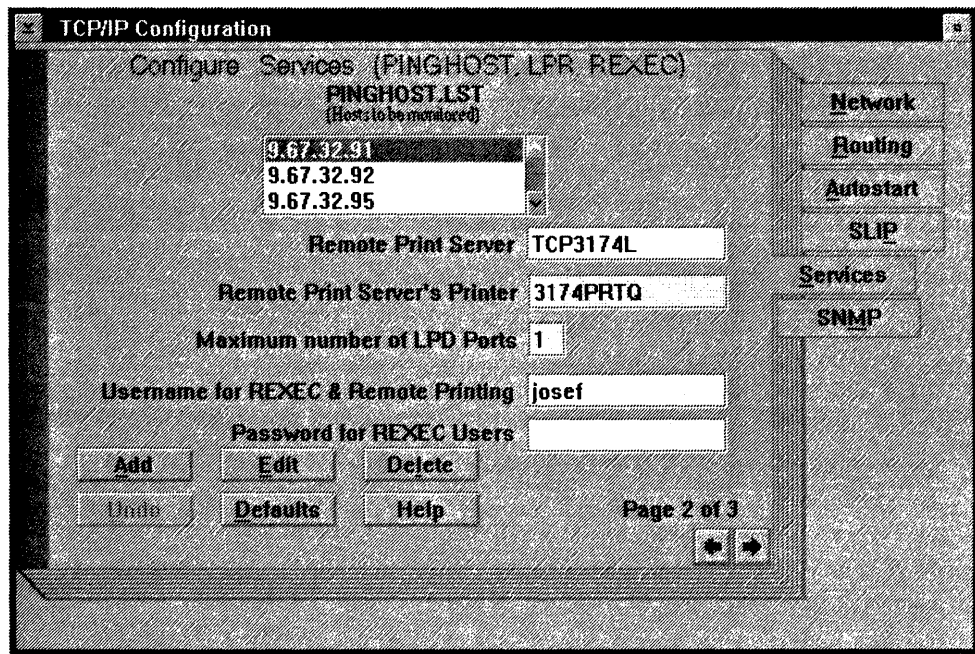 TCP/IP Configuration
Configure Services (PINGHOST, LPR, REXEC)
PINGHOST.LST
(Hosts to be monitored)
9.67.32.91
9.67.32.92
9.67.32.95
Remote Print Server TCP3174L
Remote Print Server's Printer 3174PRTQ
Maximum number of LPD Ports 1
Username for REXEC & Remote Printing josef
Password for REXEC Users
Add Edit Delete
Undo Defaults Help
Page 2 of 3
Network
Routing
Autostart
SLIP
Services
SNMP